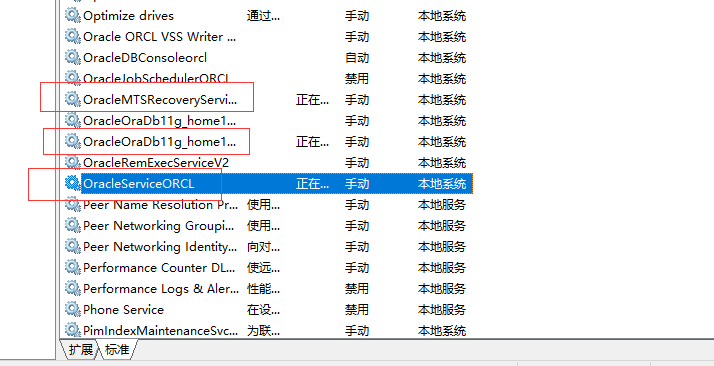 Optimize drives 通过... 手动 本地系统
Oracle ORCL VSS Writer ... 手动 本地系统
OracleDBConsoleorcl 自动 本地系统
OracleJobSchedulerORCL 禁用 本地系统
OracleMTSRecoveryServi... 正在... 手动 本地系统
OracleOraDb11g_home1... 手动 本地系统
OracleOraDb11g_home1... 正在... 手动 本地系统
OracleRemExecServiceV2 手动 本地系统
OracleServiceORCL 正在... 手动 本地系统
Peer Name Resolution Pr... 使用... 手动 本地服务
Peer Networking Groupi... 使用... 手动 本地服务
Peer Networking Identity... 向对... 手动 本地服务
Performance Counter DL... 使远... 手动 本地服务
Performance Logs & Aler... 性能... 禁用 本地服务
Phone Service 在设... 禁用 本地服务
PimIndexMaintenanceSvc... 为联... 手动 本地系统
扩展 标准